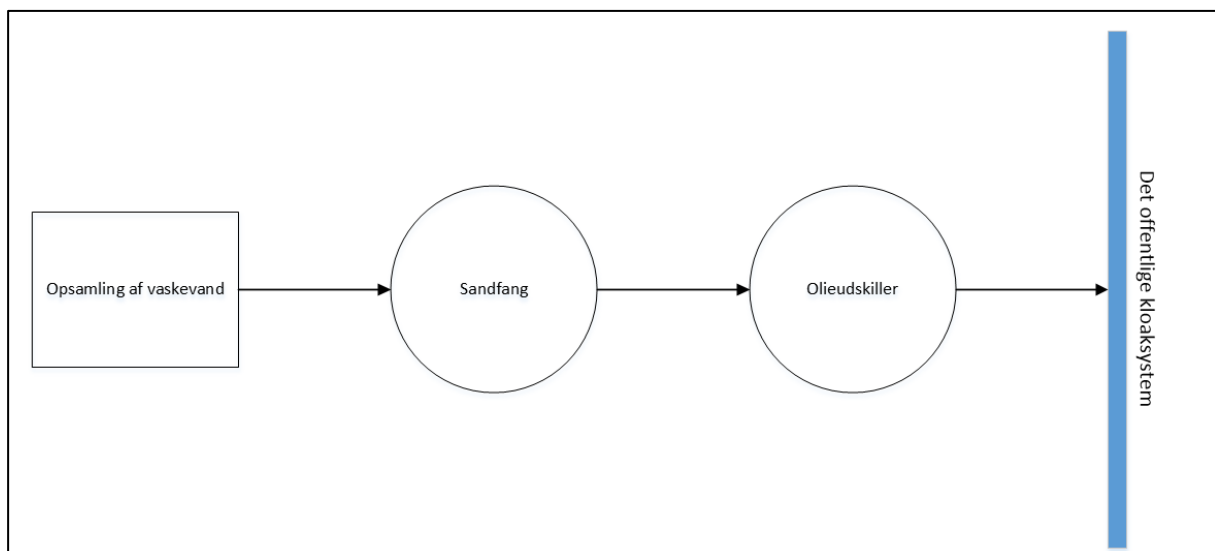 Opsamling af vaskevand
Sandfang
Olieudskiller
Det offentlige kloaksystem